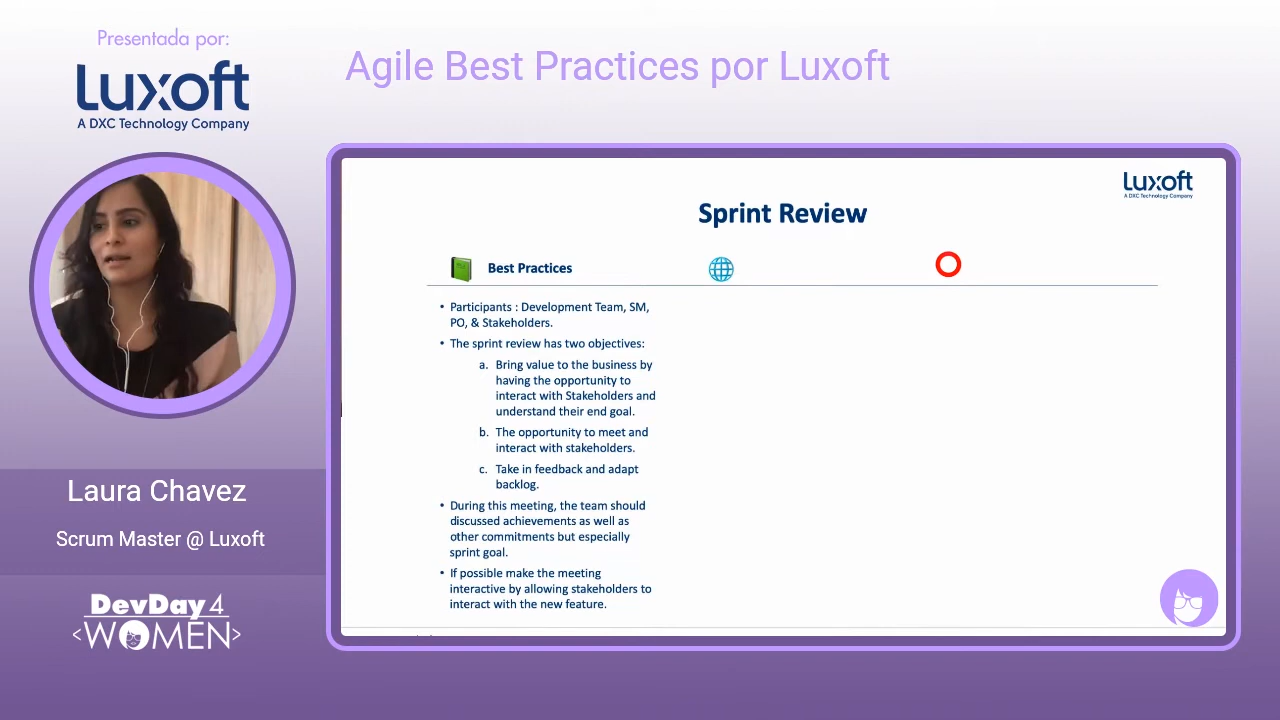 Presentada por:
Luxoft
A DXC Technology Company
Agile Best Practices por Luxoft
Luxoft
A DXC Technology Company
Sprint Review
Best Practices
• Participants : Development Team, SM,
PO, & Stakeholders.
• The sprint review has two objectives:
a. Bring value to the business by
having the opportunity to
interact with Stakeholders and
understand their end goal.
b. The opportunity to meet and
interact with stakeholders.
c. Take in feedback and adapt
backlog.
• During this meeting, the team should
discussed achievements as well as
other commitments but especially
sprint goal.
• If possible make the meeting
interactive by allowing stakeholders to
interact with the new feature.
Laura Chavez
Scrum Master @ Luxoft
DevDay 4
<WOMEN>